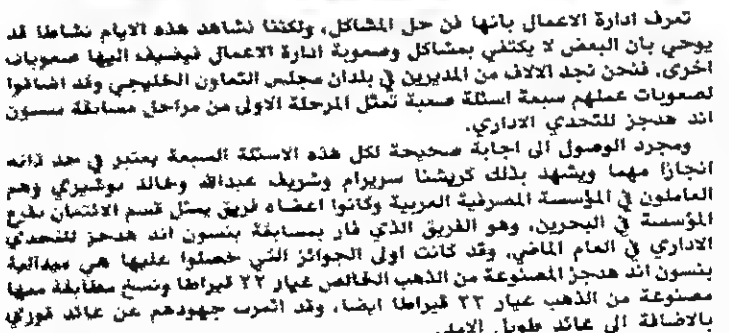 تعرف ادارة الاعمال بانها فن حل المشاكل، ولكننا نشاهد هذه الايام نشاطا قد
يوحي بان البعض لا يكتفي بمشاكل وصعوبة ادارة الاعمال فيضيف اليها صعوبات
اخرى. فنحن نجد الالاف من المديرين في بلدان مجلس التعاون الخليجي وقد اضافوا
لصعوبات عملهم سبعة اسئلة صعبة تمثل المرحلة الاولى من مراحل مسابقة بنسون
اند هدجز للتحدي الاداري.
ومجرد الوصول الى اجابة صحيحة لكل هذه الاسئلة السبعة يعتبر في حد ذاته
انجازا مهما ويشهد بذلك كريشنا سريرام وشريف عبدالله وخالد بوشيري وهم
العاملون في المؤسسة المصرفية العربية وكانوا اعضاء فريق يمثل قسم الائتمان بفرع
المؤسسة في البحرين. وهو الفريق الذي فاز بمسابقة بنسون اند هدجز للتحدي
الاداري في العام الماضي. وقد كانت اولى الجوائز التي حصلوا عليها هي ميدالية
بنسون اند هدجز المصنوعة من الذهب الخالص عيار ٢٢ قيراطا ونسخ مطابقة معها
مصنوعة من الذهب عيار ٢٢ قيراطا ايضا. وقد اثمرت جهودهم عن عائد فوري
بالاضافة الى عائد طويل الاجل.